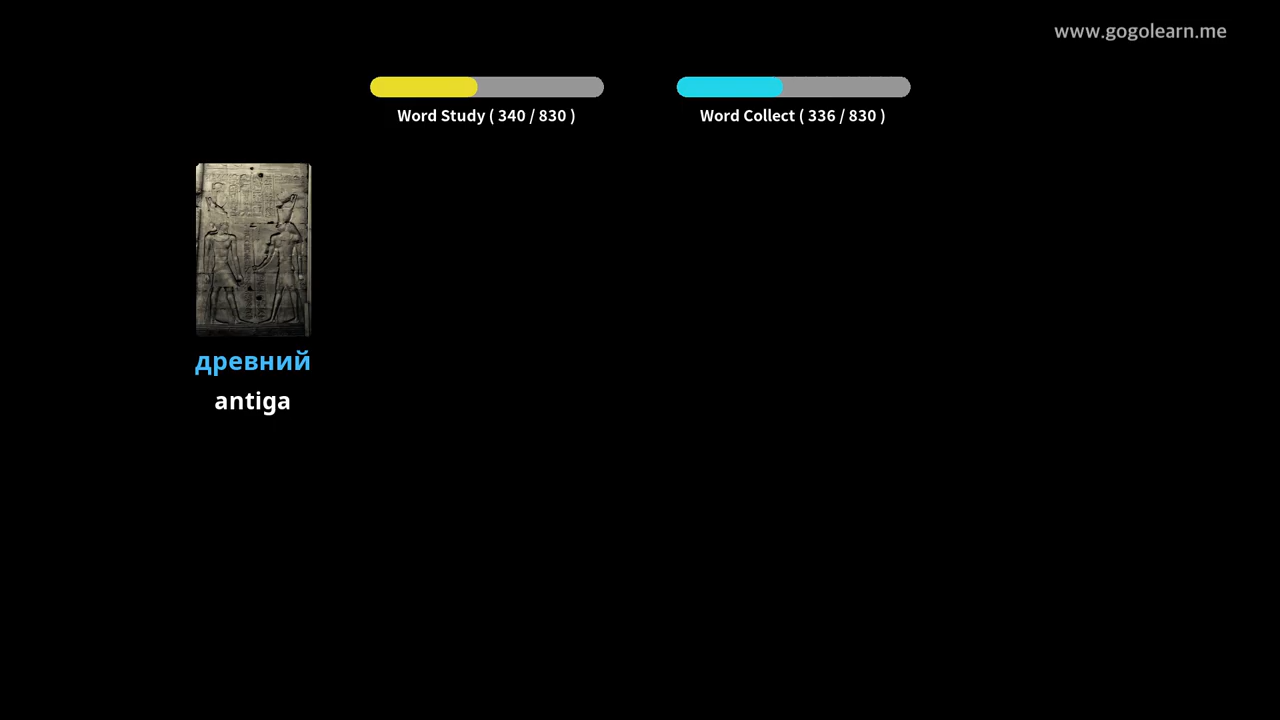 www.gogolearn.me
Word Study ( 340 / 830 )
Word Collect ( 336 / 830 )
древний
antiga